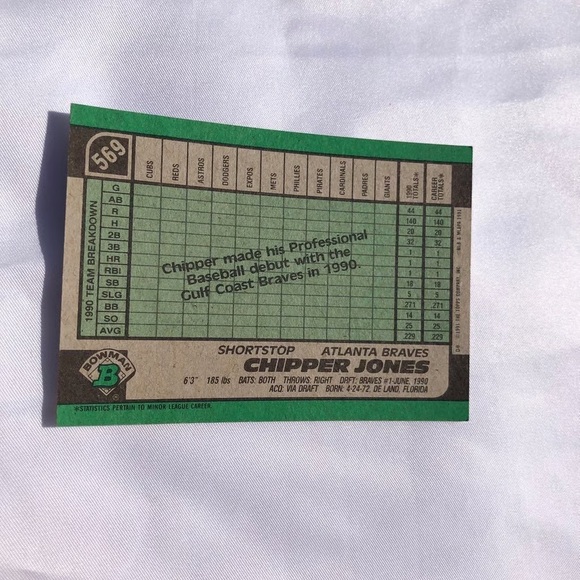 569
CUBS REDS ASTROS DODGERS EXPOS METS PHILLIES PIRATES CARDINALS PADRES GIANTS 1990 TOTALS* CAREER TOTALS*
1990 TEAM BREAKDOWN
G 44 44
AB 140 140
R 20 20
H 32 32
2B 1 1
3B 1 1
HR 1 1
RBI 18 18
SB 5 5
SLG .271 .271
BB 14 14
SO 25 25
AVG .229 .229
Chipper made his Professional
Baseball debut with the
Gulf Coast Braves in 1990.
BOWMAN
B
SHORTSTOP ATLANTA BRAVES
CHIPPER JONES
6'3" 185 lbs BATS: BOTH THROWS: RIGHT DRFT: BRAVES #1-JUNE, 1990
ACQ: VIA DRAFT BORN: 4-24-72, DE LAND, FLORIDA
*STATISTICS PERTAIN TO MINOR LEAGUE CAREER.